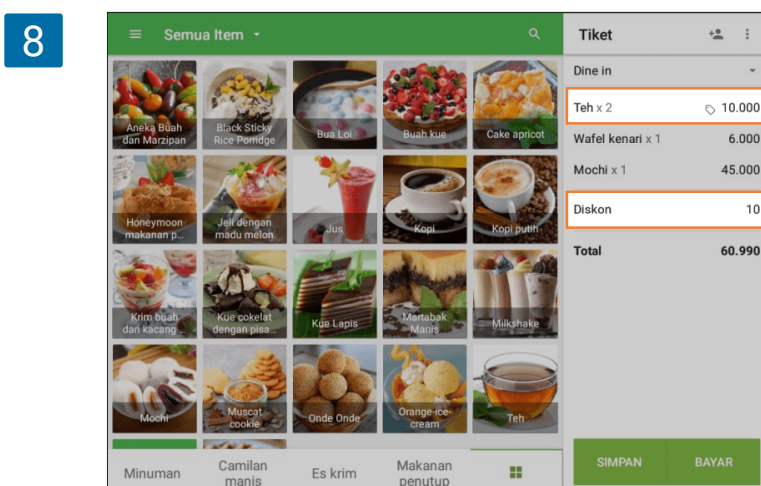 8
Semua Item
Tiket
Dine in
Teh x 2 10.000
Wafel kenari x 1 6.000
Mochi x 1 45.000
Diskon 10
Total 60.990
Aneka Buah
dan Marzipan
Black Sticky
Rice Porridge
Bua Loi
Buah kue
Cake apricot
Honeymoon
makanan p...
Jeli dengan
madu melon
Jus
Kopi
Kopi putih
Krim buah
dan kacang ...
Kue cokelat
dengan pisa...
Kue Lapis
Martabak
Manis
Milkshake
Mochi
Muscat
cookie
Onde Onde
Orange-ice-
cream
Teh
Minuman
Camilan
manis
Es krim
Makanan
penutup
SIMPAN
BAYAR